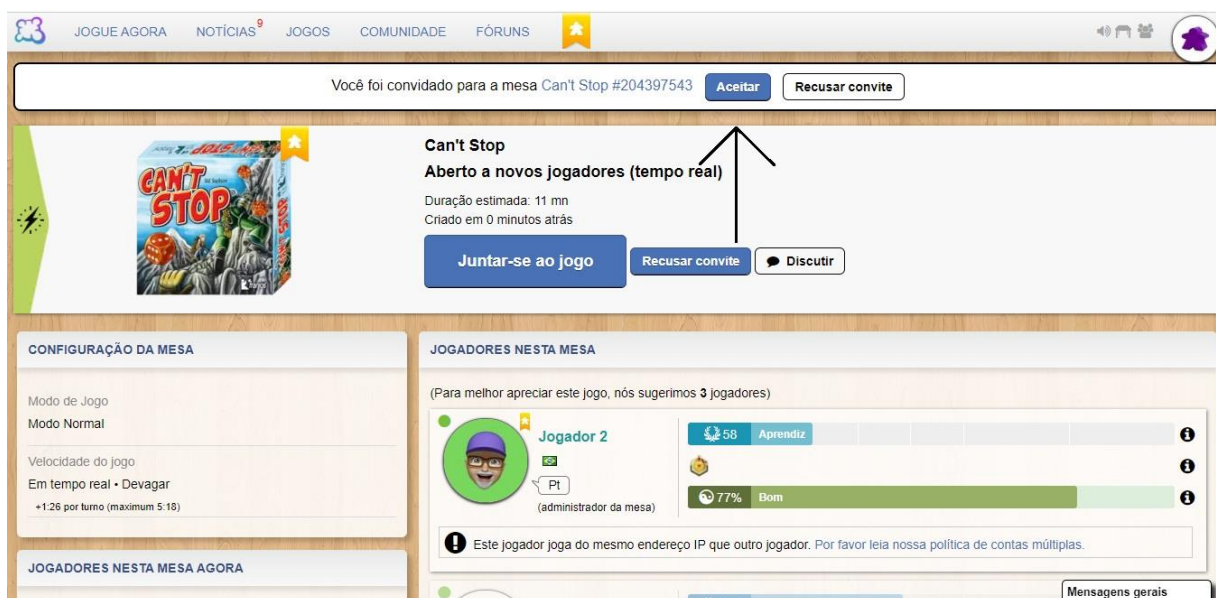 JOGUE AGORA NOTÍCIAS 9 JOGOS COMUNIDADE FÓRUNS
Você foi convidado para a mesa Can't Stop #204397543 Aceitar Recusar convite
CAN'T
STOP
Can't Stop
Aberto a novos jogadores (tempo real)
Duração estimada: 11 mn
Criado em 0 minutos atrás
Juntar-se ao jogo Recusar convite Discutir
CONFIGURAÇÃO DA MESA
Modo de Jogo
Modo Normal
Velocidade do jogo
Em tempo real • Devagar
+1:26 por turno (maximum 5:18)
JOGADORES NESTA MESA AGORA
JOGADORES NESTA MESA
(Para melhor apreciar este jogo, nós sugerimos 3 jogadores)
Jogador 2
Pt
(administrador da mesa)
58 Aprendiz
77% Bom
Este jogador joga do mesmo endereço IP que outro jogador. Por favor leia nossa política de contas múltiplas.
Mensagens gerais